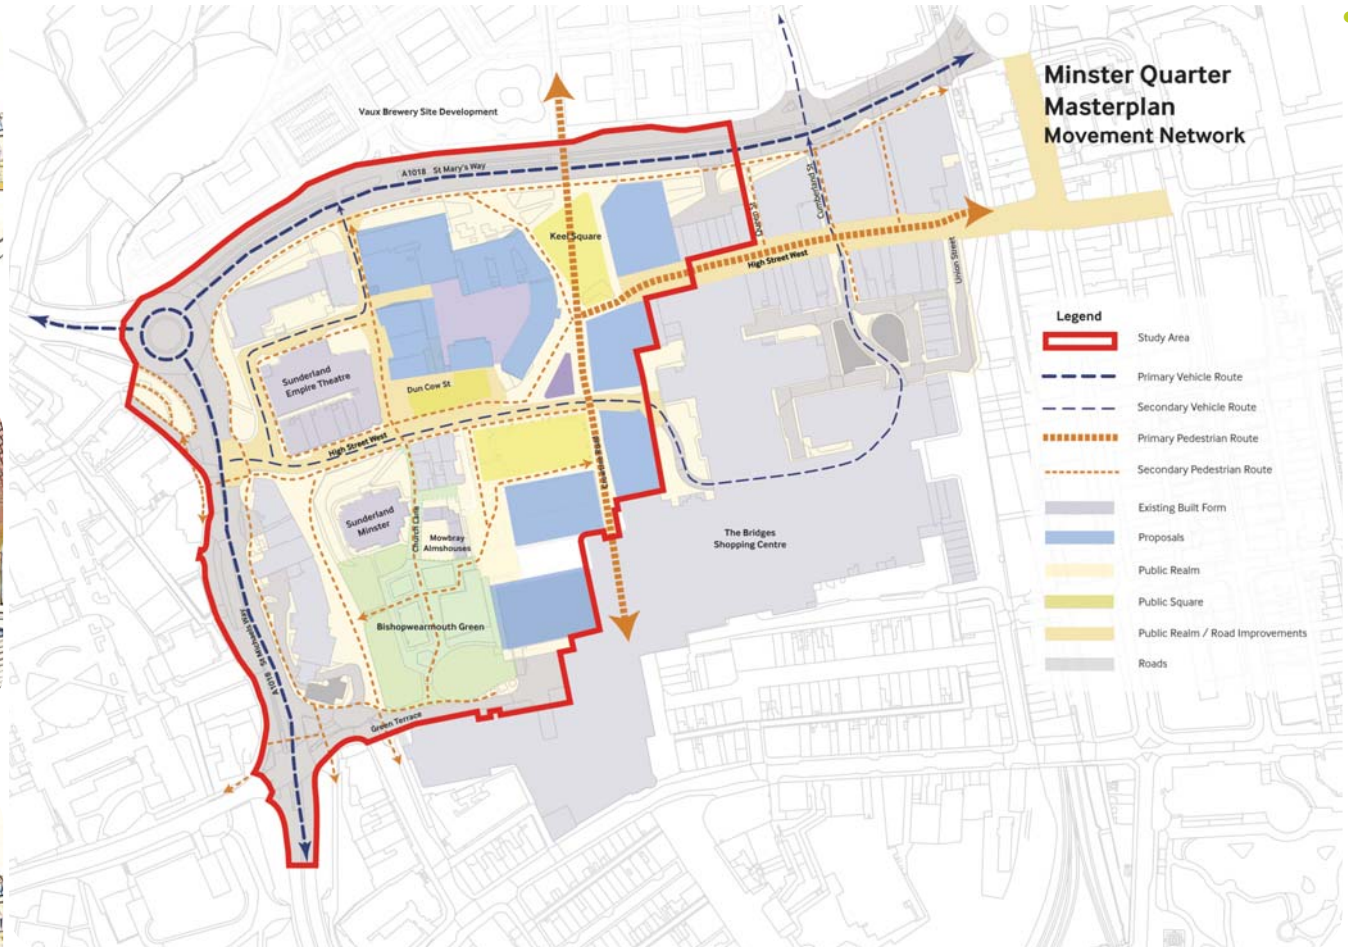 Minster Quarter
Masterplan
Movement Network
Vaux Brewery Site Development
A1018 St Mary's Way
Keel Square
Cumberland St
High Street West
Union Street
Sunderland
Empire Theatre
Dun Cow St
High Street West
Sunderland
Minster
Church Lane
Mowbray
Almshouses
The Bridges
Shopping Centre
Bishopwearmouth Green
A1018 St Michaels Way
Green Terrace
Legend
Study Area
Primary Vehicle Route
Secondary Vehicle Route
Primary Pedestrian Route
Secondary Pedestrian Route
Existing Built Form
Proposals
Public Realm
Public Square
Public Realm / Road Improvements
Roads